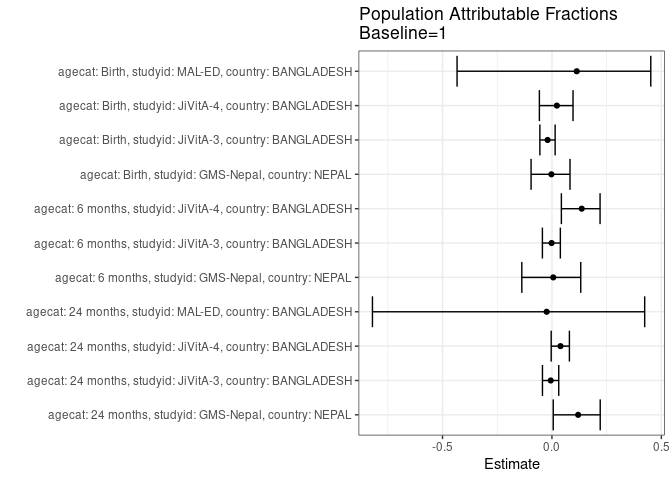 Population Attributable Fractions
Baseline=1
agecat: Birth, studyid: MAL-ED, country: BANGLADESH
agecat: Birth, studyid: JiVitA-4, country: BANGLADESH
agecat: Birth, studyid: JiVitA-3, country: BANGLADESH
agecat: Birth, studyid: GMS-Nepal, country: NEPAL
agecat: 6 months, studyid: JiVitA-4, country: BANGLADESH
agecat: 6 months, studyid: JiVitA-3, country: BANGLADESH
agecat: 6 months, studyid: GMS-Nepal, country: NEPAL
agecat: 24 months, studyid: MAL-ED, country: BANGLADESH
agecat: 24 months, studyid: JiVitA-4, country: BANGLADESH
agecat: 24 months, studyid: JiVitA-3, country: BANGLADESH
agecat: 24 months, studyid: GMS-Nepal, country: NEPAL
-0.5 0.0 0.5
Estimate